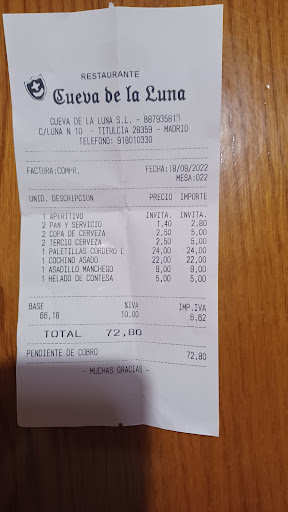 RESTAURANTE
Cueva de la Luna
CUEVA DE LA LUNA S.L. - B87935817
C/LUNA N 10 - TITULCIA 28359 - MADRID
TELEFONO: 918010330
FACTURA:COMPR. FECHA:18/09/2022
MESA:022
UNID. DESCRIPCION PRECIO IMPORTE
1 APERITIVO INVITA. INVITA.
2 PAN Y SERVICIO 1,40 2,80
2 COPA DE CERVEZA 2,50 5,00
2 TERCIO CERVEZA 2,50 5,00
1 PALETILLAS CORDERO L 24,00 24,00
1 COCHINO ASADO 22,00 22,00
1 ASADILLO MANCHEGO 9,00 9,00
1 HELADO DE CONTESA 5,00 5,00
BASE %IVA IMP.IVA
66,18 10,00 6,62
TOTAL 72,80
PENDIENTE DE COBRO 72,80
- MUCHAS GRACIAS -